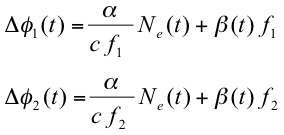 Δϕ₁(t) = α/(c f₁) Nₑ(t) + β(t) f₁
Δϕ₂(t) = α/(c f₂) Nₑ(t) + β(t) f₂